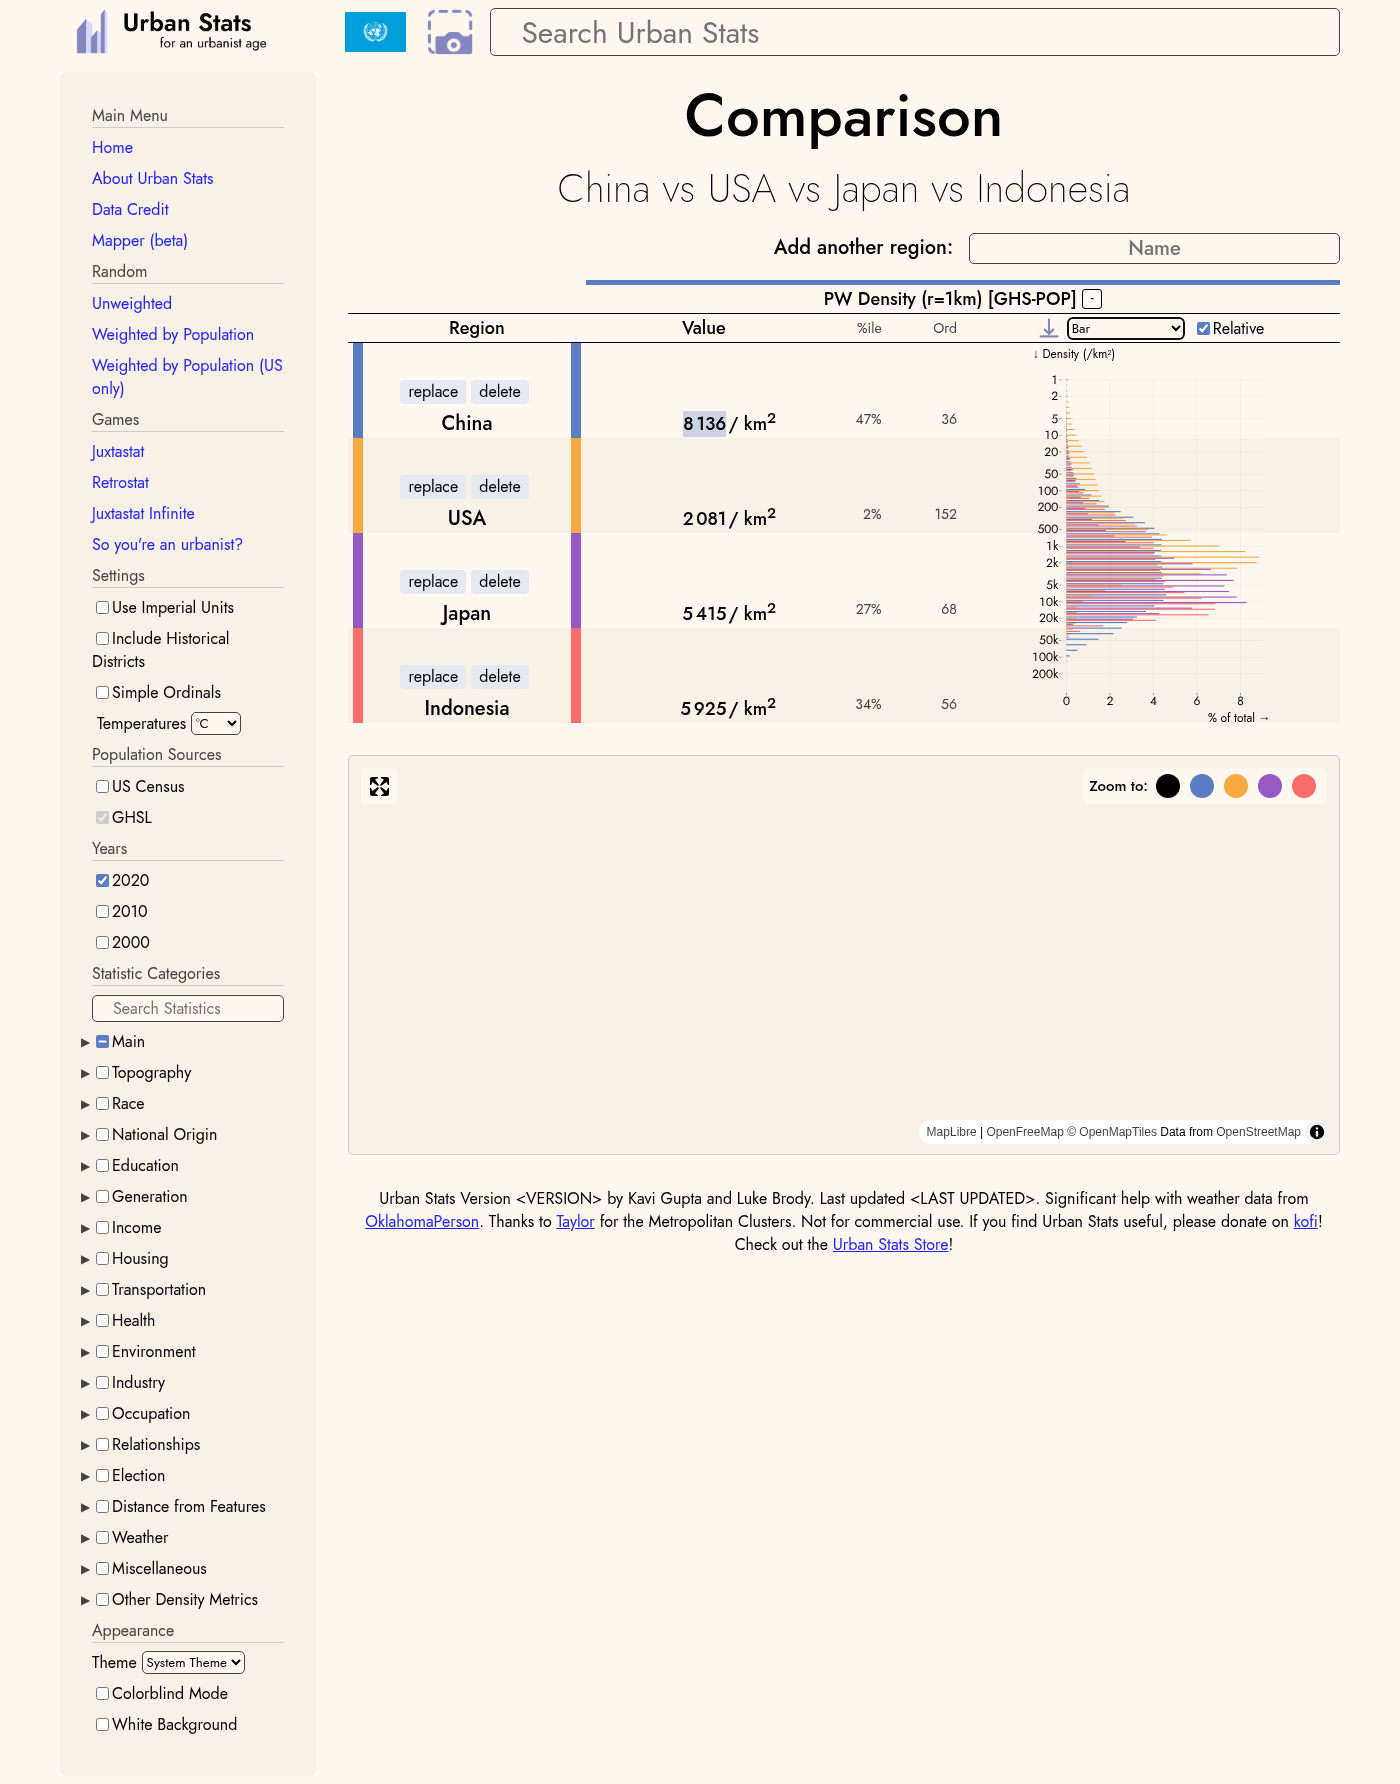 Urban Stats
for an urbanist age
Search Urban Stats
Main Menu
Home
About Urban Stats
Data Credit
Mapper (beta)
Random
Unweighted
Weighted by Population
Weighted by Population (US
only)
Games
Juxtastat
Retrostat
Juxtastat Infinite
So you're an urbanist?
Settings
Use Imperial Units
Include Historical
Districts
Simple Ordinals
Temperatures °C
Population Sources
US Census
GHSL
Years
2020
2010
2000
Statistic Categories
Search Statistics
Main
Topography
Race
National Origin
Education
Generation
Income
Housing
Transportation
Health
Environment
Industry
Occupation
Relationships
Election
Distance from Features
Weather
Miscellaneous
Other Density Metrics
Appearance
Theme System Theme
Colorblind Mode
White Background
Comparison
China vs USA vs Japan vs Indonesia
Add another region: Name
PW Density (r=1km) [GHS-POP] -
Region Value %ile Ord Bar Relative
replace delete
China 8 136 / km² 47% 36
replace delete
USA 2 081 / km² 2% 152
replace delete
Japan 5 415 / km² 27% 68
replace delete
Indonesia 5 925 / km² 34% 56
↓ Density (/km²)
1
2
5
10
20
50
100
200
500
1k
2k
5k
10k
20k
50k
100k
200k
0 2 4 6 8
% of total →
Zoom to:
MapLibre | OpenFreeMap © OpenMapTiles Data from OpenStreetMap
Urban Stats Version <VERSION> by Kavi Gupta and Luke Brody. Last updated <LAST UPDATED>. Significant help with weather data from
OklahomaPerson. Thanks to Taylor for the Metropolitan Clusters. Not for commercial use. If you find Urban Stats useful, please donate on kofi!
Check out the Urban Stats Store!